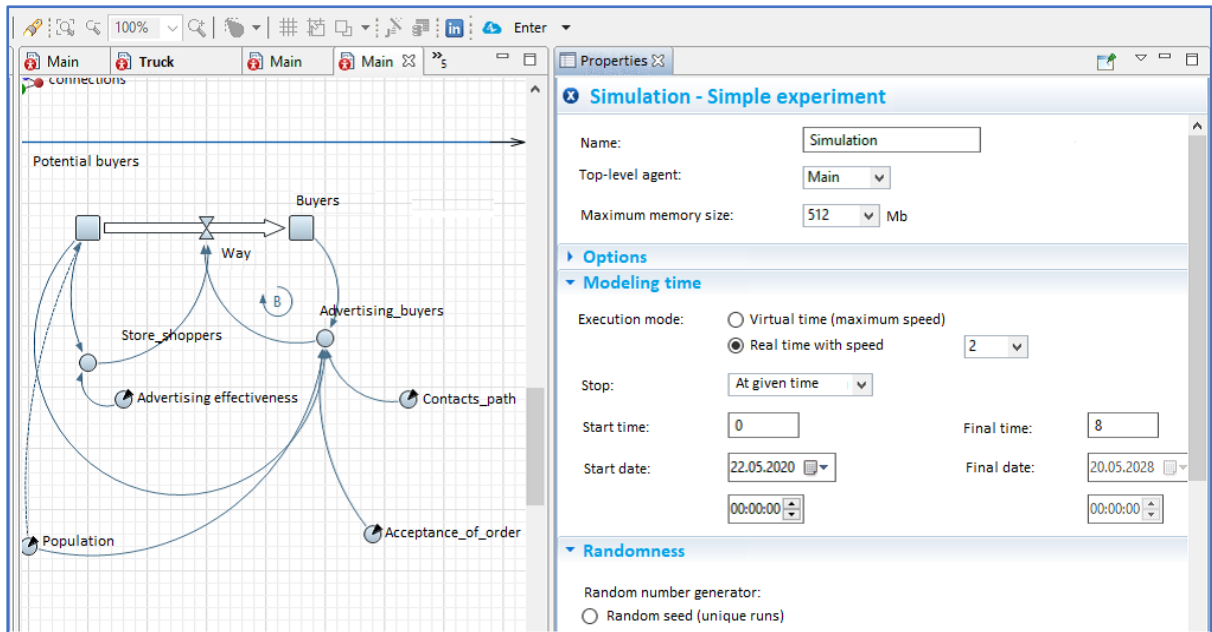 100% in Enter
Main Truck Main Main »5
Properties
connections
Simulation - Simple experiment
Name: Simulation
Potential buyers
Top-level agent: Main
Buyers
Maximum memory size: 512 Mb
Way
Options
Modeling time
B
Advertising_buyers
Execution mode: Virtual time (maximum speed)
Store_shoppers
Real time with speed 2
Stop: At given time
Advertising effectiveness
Contacts_path
Start time: 0 Final time: 8
Start date: 22.05.2020 Final date: 20.05.2028
00:00:00 00:00:00
Acceptance_of_order
Population
Randomness
Random number generator:
Random seed (unique runs)